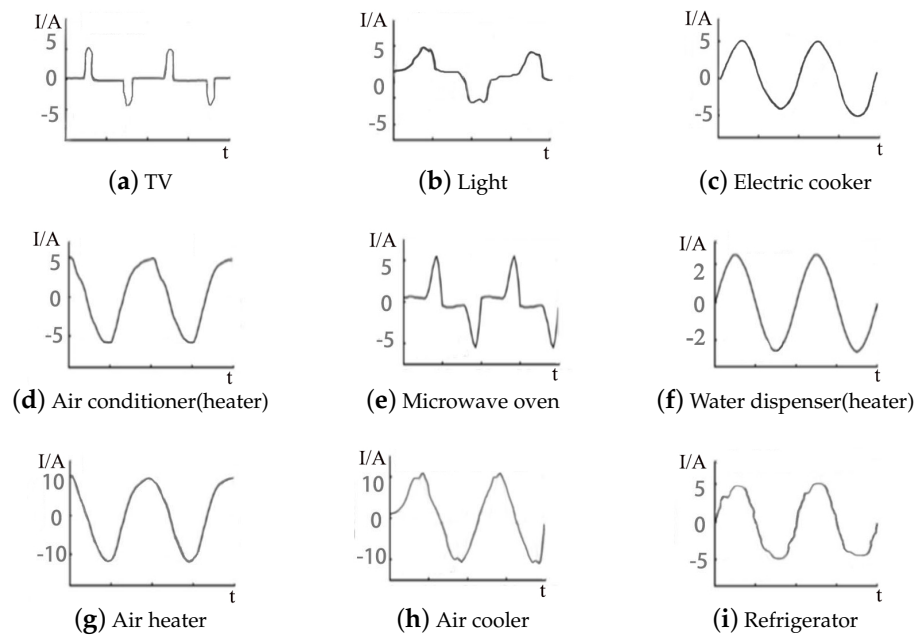 I/A
5
0
-5
t
(a) TV
I/A
5
0
-5
t
(b) Light
I/A
5
0
-5
t
(c) Electric cooker
I/A
5
0
-5
t
(d) Air conditioner(heater)
I/A
5
0
-5
t
(e) Microwave oven
I/A
2
0
-2
t
(f) Water dispenser(heater)
I/A
10
0
-10
t
(g) Air heater
I/A
10
0
-10
t
(h) Air cooler
I/A
5
0
-5
t
(i) Refrigerator